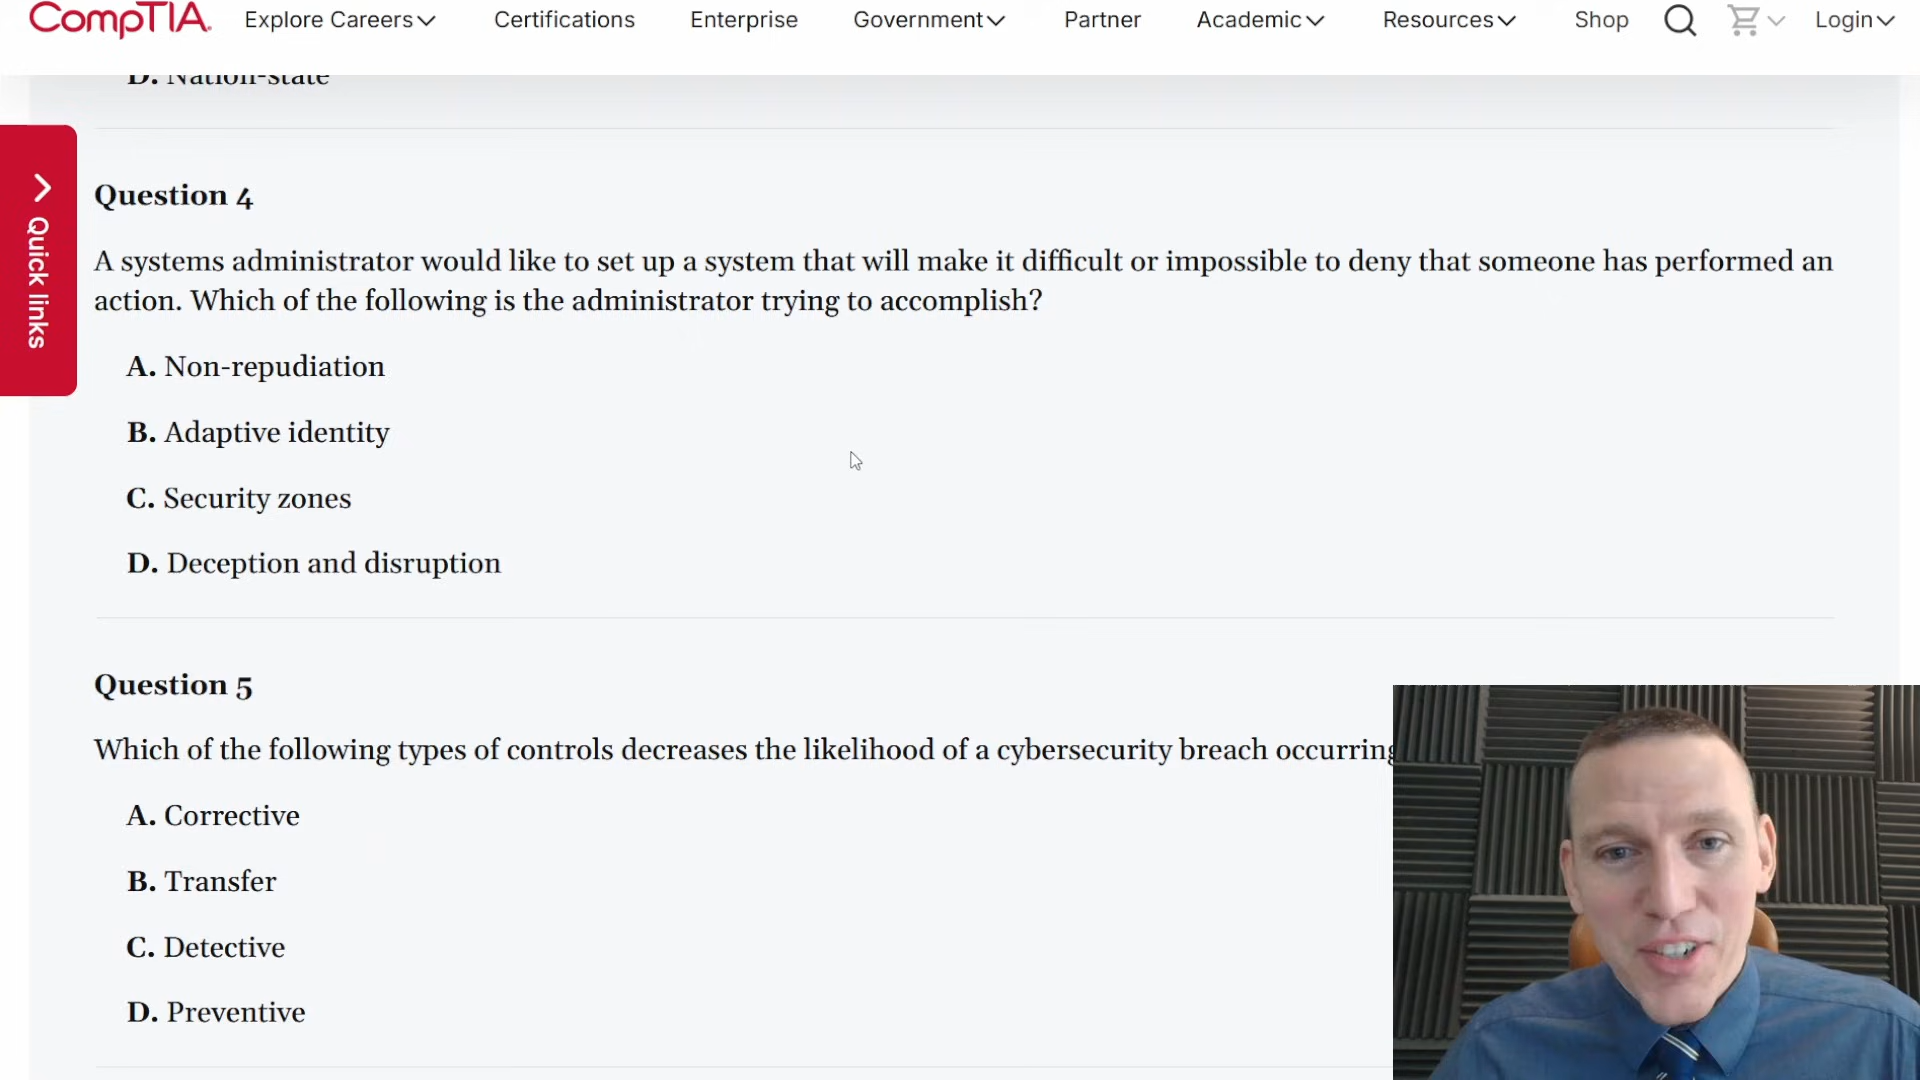 CompTIA.
Explore Careers
Certifications
Enterprise
Government
Partner
Academic
Resources
Shop
Login
D. Nation-state
Quick links
Question 4
A systems administrator would like to set up a system that will make it difficult or impossible to deny that someone has performed an
action. Which of the following is the administrator trying to accomplish?
A. Non-repudiation
B. Adaptive identity
C. Security zones
D. Deception and disruption
Question 5
Which of the following types of controls decreases the likelihood of a cybersecurity breach occurring
A. Corrective
B. Transfer
C. Detective
D. Preventive